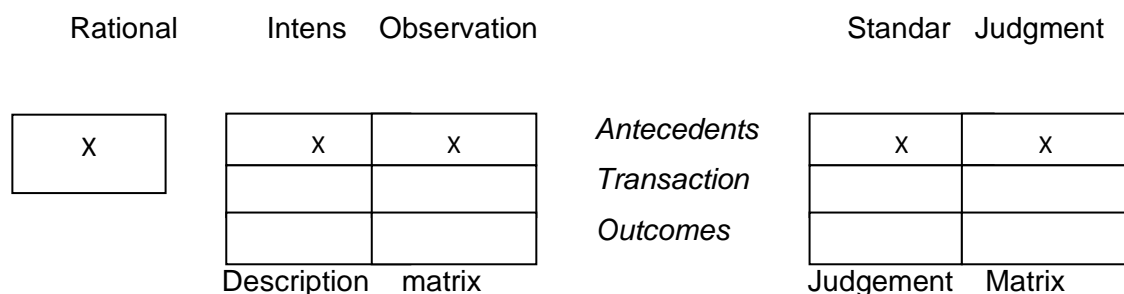 Rational Intens Observation Standar Judgment
X X X Antecedents X X
Transaction
Outcomes
Description matrix Judgement Matrix